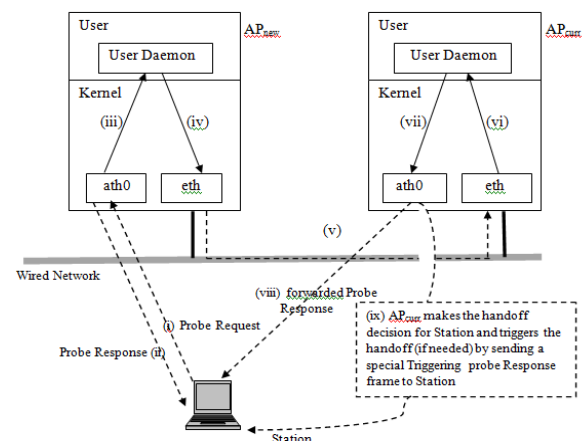 User
APnew
User Daemon
Kernel
(iii)
(iv)
ath0
eth
User
APcurr
User Daemon
Kernel
(vii)
(vi)
ath0
eth
(v)
Wired Network
(viii) forwarded Probe
Response
(i) Probe Request
Probe Response (ii)
(ix) APcurr makes the handoff
decision for Station and triggers the
handoff (if needed) by sending a
special Triggering probe Response
frame to Station
Station